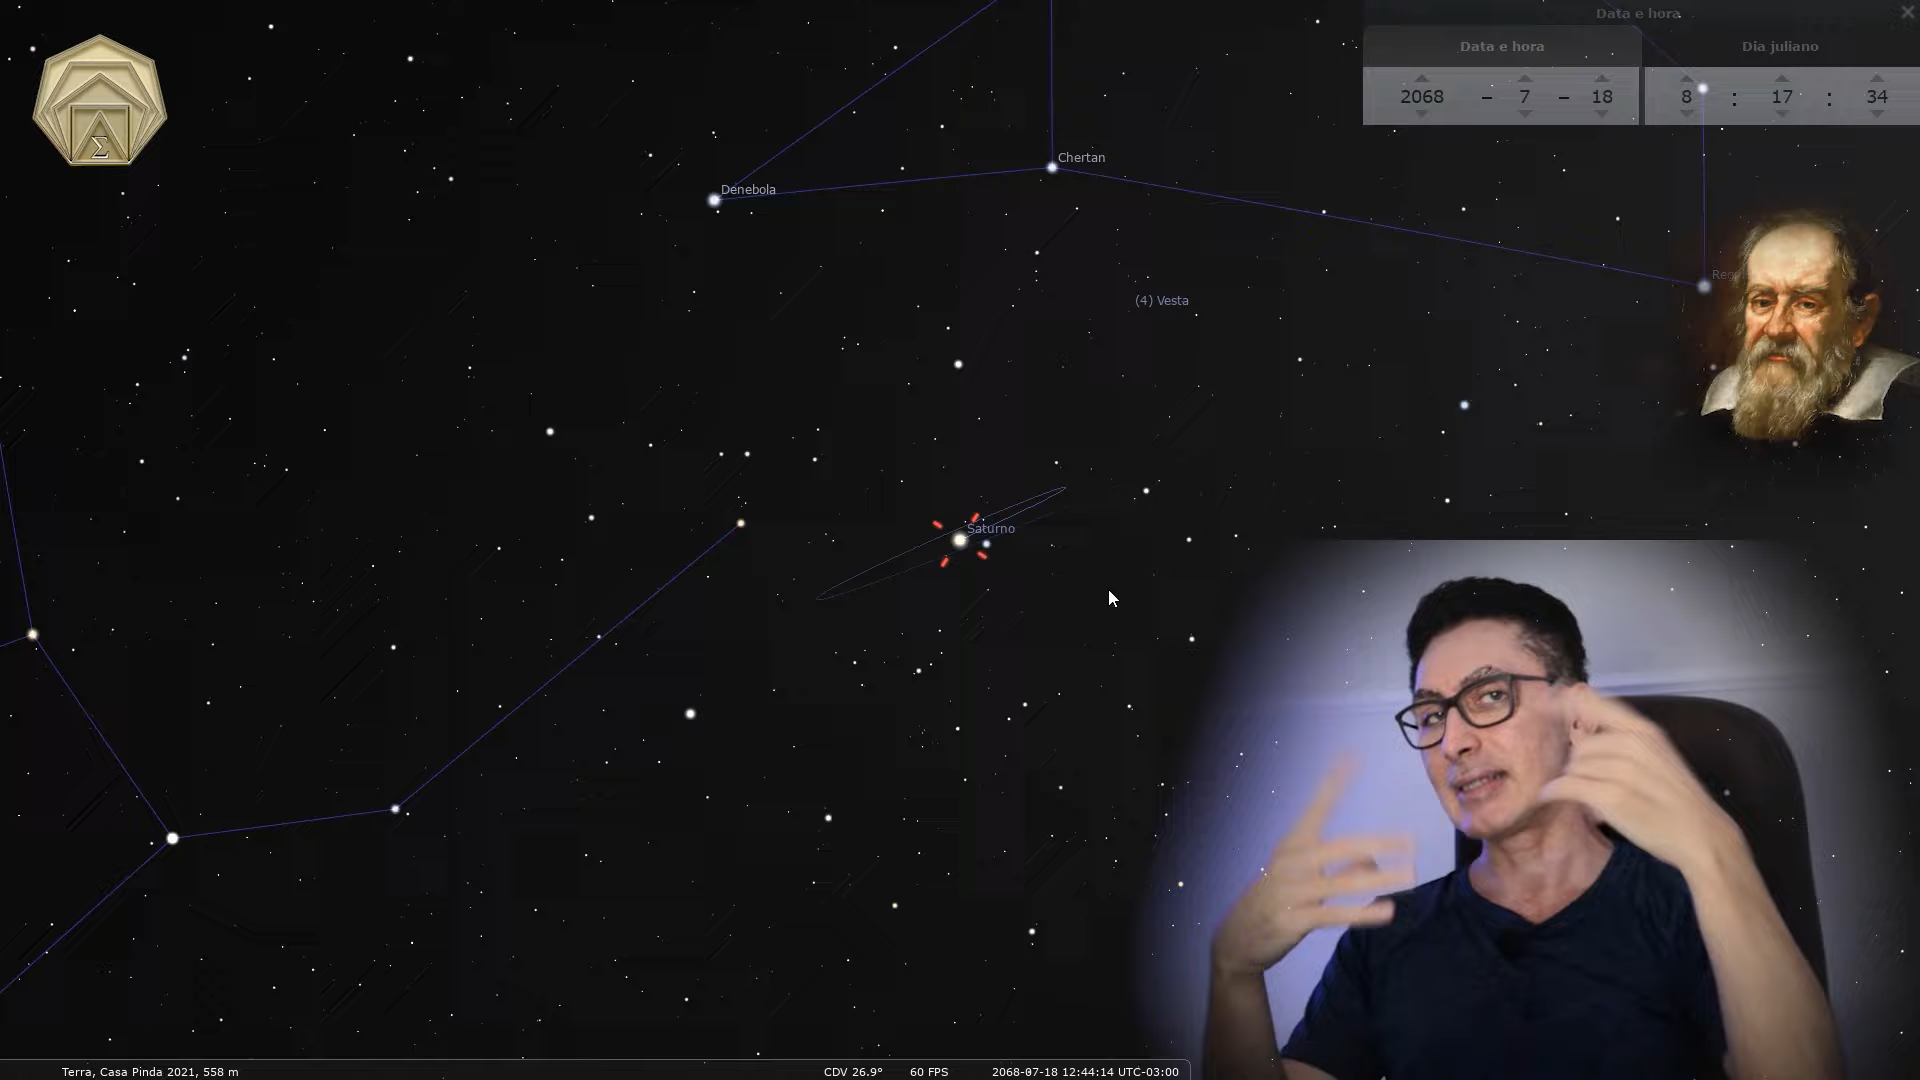 Data e hora
Data e hora
Dia juliano
2068 – 7 – 18
8 : 17 : 34
Σ
Chertan
Denebola
(4) Vesta
Saturno
Terra, Casa Pinda 2021, 558 m
CDV 26.9°
60 FPS
2068-07-18 12:44:14 UTC-03:00